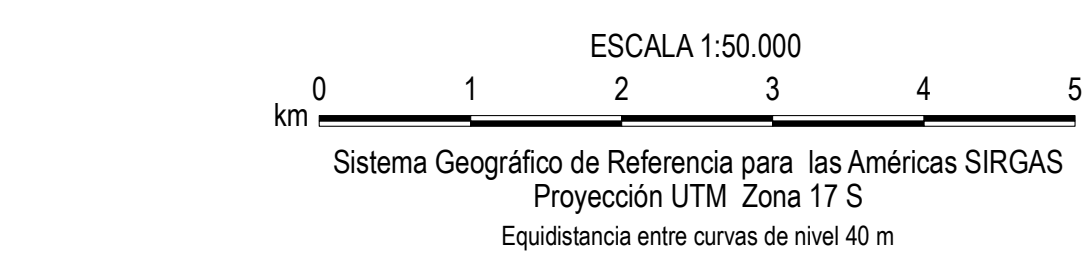 ESCALA 1:50.000
0 1 2 3 4 5
km
Sistema Geográfico de Referencia para las Américas SIRGAS
Proyección UTM Zona 17 S
Equidistancia entre curvas de nivel 40 m